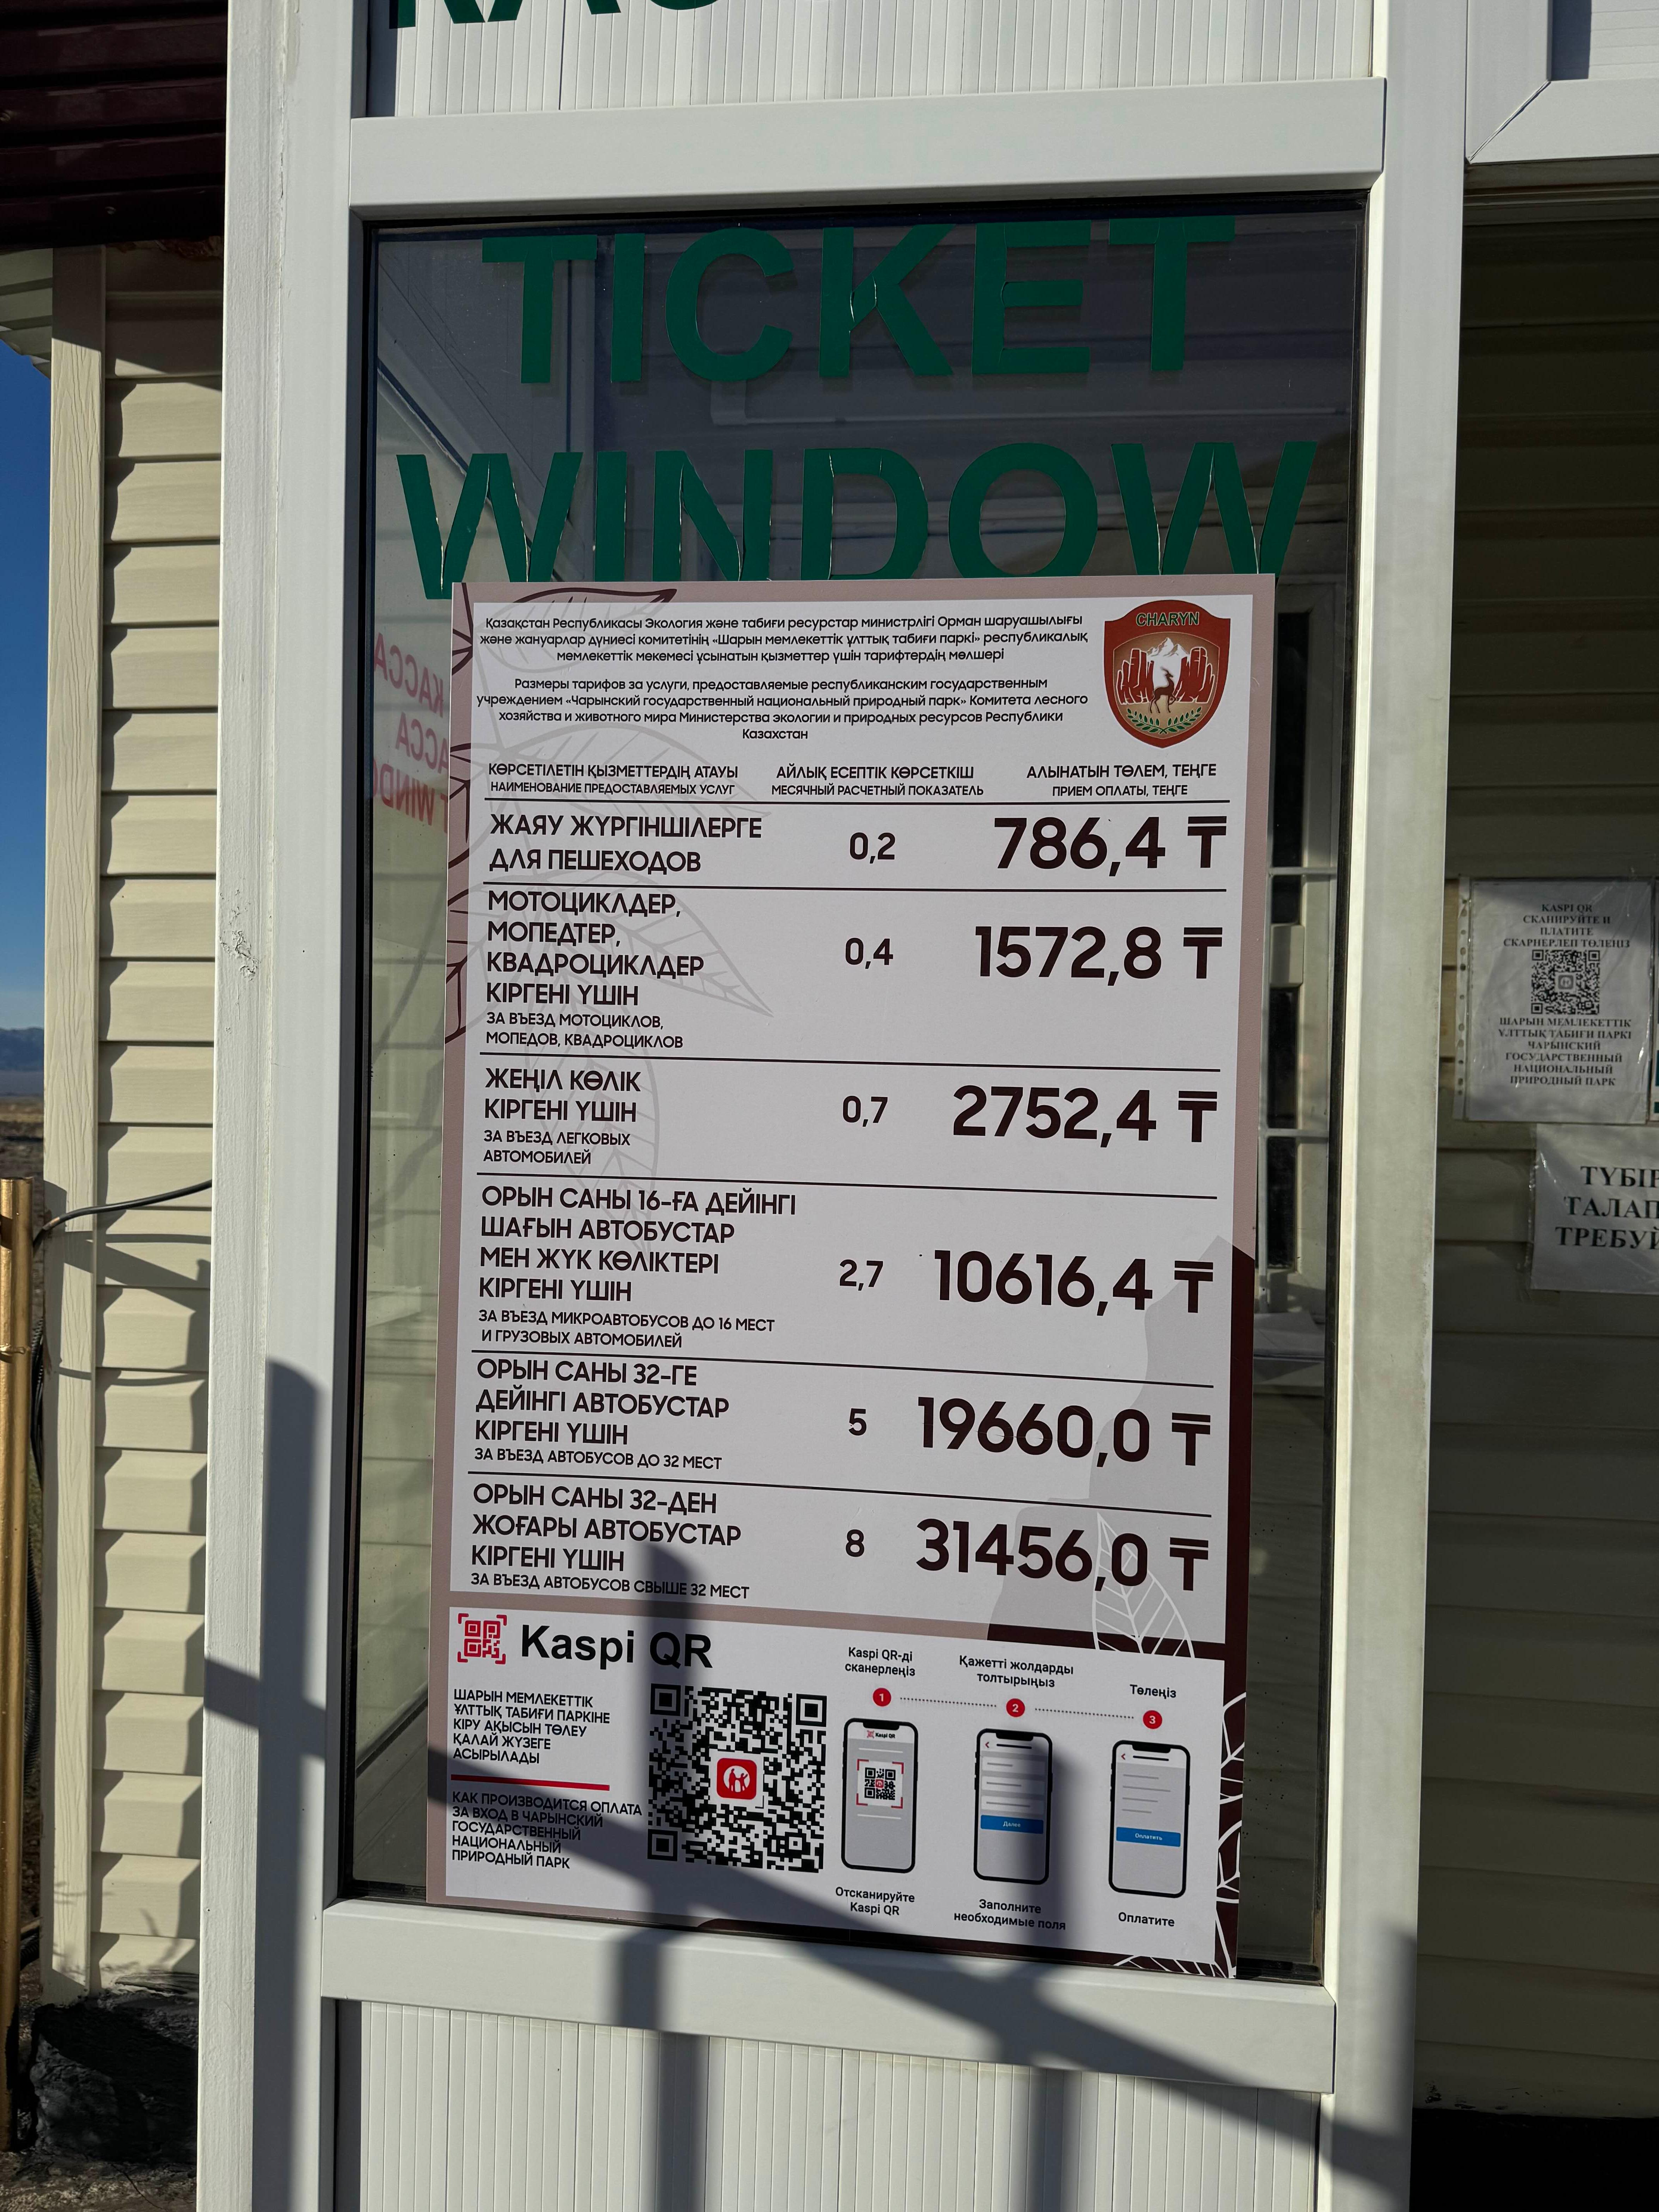 TICKET
WINDOW
CHARYN
Қазақстан Республикасы Экология және табиғи ресурстар министрлігі Орман шаруашылығы
және жануарлар дүниесі комитетінің «Шарын мемлекеттік ұлттық табиғи паркі» республикалық
мемлекеттік мекемесі ұсынатын қызметтер үшін тарифтердің мөлшері
Размеры тарифов за услуги, предоставляемые республиканским государственным
учреждением «Чарынский государственный национальный природный парк» Комитета лесного
хозяйства и животного мира Министерства экологии и природных ресурсов Республики
Казахстан
КӨРСЕТІЛЕТІН ҚЫЗМЕТТЕРДІҢ АТАУЫ АЙЛЫҚ ЕСЕПТІК КӨРСЕТКІШ АЛЫНАТЫН ТӨЛЕМ, ТЕҢГЕ
НАИМЕНОВАНИЕ ПРЕДОСТАВЛЯЕМЫХ УСЛУГ МЕСЯЧНЫЙ РАСЧЕТНЫЙ ПОКАЗАТЕЛЬ ПРИЕМ ОПЛАТЫ, ТЕҢГЕ
ЖАЯУ ЖҮРГІНШІЛЕРГЕ
ДЛЯ ПЕШЕХОДОВ
0,2 786,4 ₸
МОТОЦИКЛДЕР,
МОПЕДТЕР,
КВАДРОЦИКЛДЕР
КІРГЕНІ ҮШІН
ЗА ВЪЕЗД МОТОЦИКЛОВ,
МОПЕДОВ, КВАДРОЦИКЛОВ
0,4 1572,8 ₸
ЖЕҢІЛ КӨЛІК
КІРГЕНІ ҮШІН
ЗА ВЪЕЗД ЛЕГКОВЫХ
АВТОМОБИЛЕЙ
0,7 2752,4 ₸
ОРЫН САНЫ 16-ҒА ДЕЙІНГІ
ШАҒЫН АВТОБУСТАР
МЕН ЖҮК КӨЛІКТЕРІ
КІРГЕНІ ҮШІН
ЗА ВЪЕЗД МИКРОАВТОБУСОВ ДО 16 МЕСТ
И ГРУЗОВЫХ АВТОМОБИЛЕЙ
2,7 10616,4 ₸
ОРЫН САНЫ 32-ГЕ
ДЕЙІНГІ АВТОБУСТАР
КІРГЕНІ ҮШІН
ЗА ВЪЕЗД АВТОБУСОВ ДО 32 МЕСТ
5 19660,0 ₸
ОРЫН САНЫ 32-ДЕН
ЖОҒАРЫ АВТОБУСТАР
КІРГЕНІ ҮШІН
ЗА ВЪЕЗД АВТОБУСОВ СВЫШЕ 32 МЕСТ
8 31456,0 ₸
Kaspi QR
ШАРЫН МЕМЛЕКЕТТІК
ҰЛТТЫҚ ТАБИҒИ ПАРКІНЕ
КІРУ АҚЫСЫН ТӨЛЕУ
ҚАЛАЙ ЖҮЗЕГЕ
АСЫРЫЛАДЫ
КАК ПРОИЗВОДИТСЯ ОПЛАТА
ЗА ВХОД В ЧАРЫНСКИЙ
ГОСУДАРСТВЕННЫЙ
НАЦИОНАЛЬНЫЙ
ПРИРОДНЫЙ ПАРК
Kaspi QR-ді
сканерлеңіз
1
Kaspi QR
Отсканируйте
Kaspi QR
Қажетті жолдарды
толтырыңыз
2
Далее
Заполните
необходимые поля
Төлеңіз
3
Оплатить
Оплатите
KASPI QR
СКАНИРУЙТЕ И
ПЛАТИТЕ
СКАРНЕРЛЕП ТӨЛЕҢІЗ
ШАРЫН МЕМЛЕКЕТТІК
ҰЛТТЫҚ ТАБИҒИ ПАРКІ
ЧАРЫНСКИЙ
ГОСУДАРСТВЕННЫЙ
НАЦИОНАЛЬНЫЙ
ПРИРОДНЫЙ ПАРК
КАССА